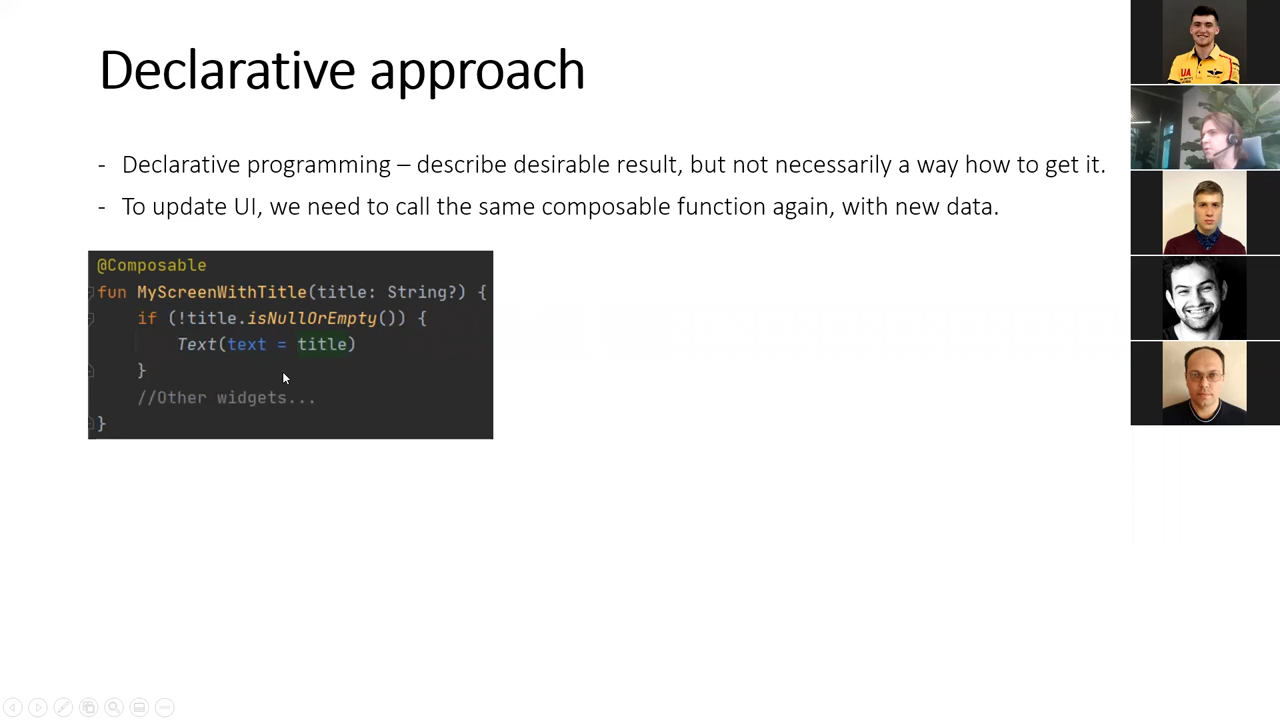 Declarative approach
- Declarative programming – describe desirable result, but not necessarily a way how to get it.
- To update UI, we need to call the same composable function again, with new data.
@Composable
fun MyScreenWithTitle(title: String?) {
if (!title.isNullOrEmpty()) {
Text(text = title)
}
//Other widgets...
}
UA